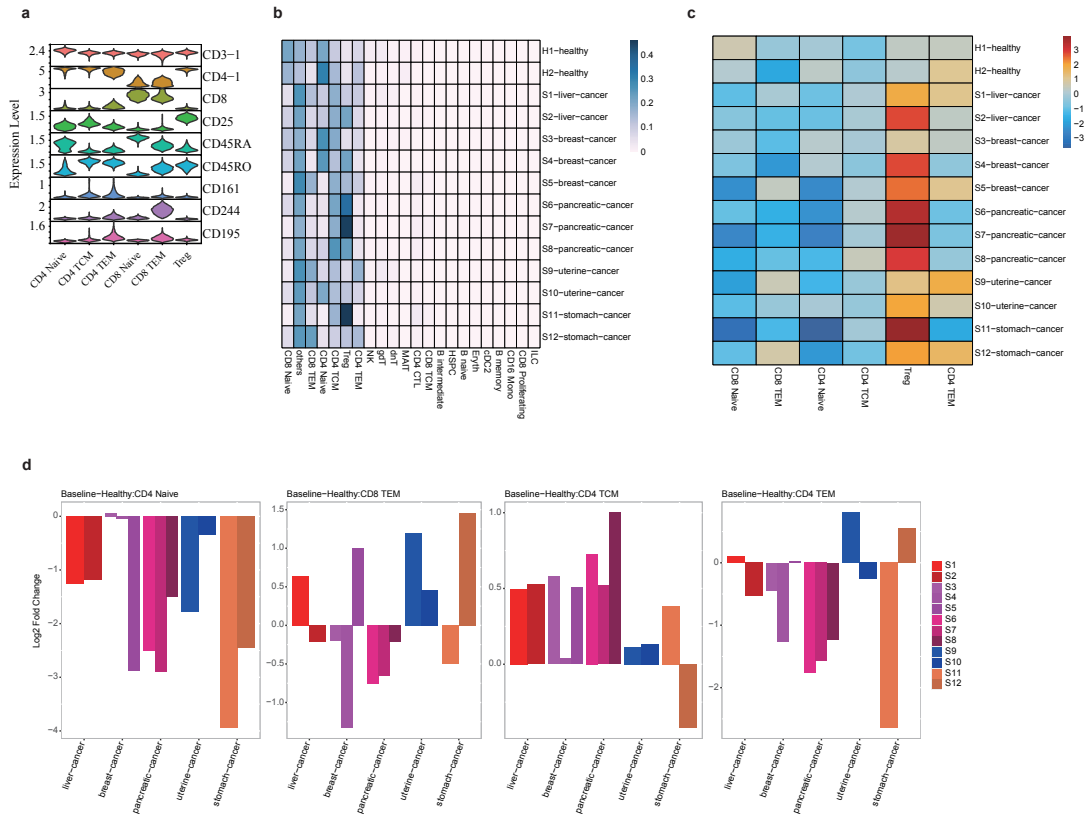 a
Expression Level
2.4
CD3−1
5
CD4−1
3
CD8
1.5
CD25
1.5
CD45RA
1.5
CD45RO
1
CD161
2
CD244
1.6
CD195
CD4 Naive
CD4 TCM
CD4 TEM
CD8 Naive
CD8 TEM
Treg
b
H1−healthy
H2−healthy
S1−liver−cancer
S2−liver−cancer
S3−breast−cancer
S4−breast−cancer
S5−breast−cancer
S6−pancreatic−cancer
S7−pancreatic−cancer
S8−pancreatic−cancer
S9−uterine−cancer
S10−uterine−cancer
S11−stomach−cancer
S12−stomach−cancer
CD8 Naive
others
CD8 TEM
CD4 Naive
CD4 TCM
Treg
CD4 TEM
NK
gdT
dnT
MAIT
CD4 CTL
CD8 TCM
B intermediate
HSPC
B naive
Eryth
cDC2
B memory
CD16 Mono
CD8 Proliferating
ILC
0.4
0.3
0.2
0.1
0
c
H1−healthy
H2−healthy
S1−liver−cancer
S2−liver−cancer
S3−breast−cancer
S4−breast−cancer
S5−breast−cancer
S6−pancreatic−cancer
S7−pancreatic−cancer
S8−pancreatic−cancer
S9−uterine−cancer
S10−uterine−cancer
S11−stomach−cancer
S12−stomach−cancer
CD8 Naive
CD8 TEM
CD4 Naive
CD4 TCM
Treg
CD4 TEM
3
2
1
0
−1
−2
−3
d
Log2 Fold Change
Baseline−Healthy:CD4 Naive
0
−1
−2
−3
−4
liver−cancer
breast−cancer
pancreatic−cancer
uterine−cancer
stomach−cancer
Baseline−Healthy:CD8 TEM
1.5
1.0
0.5
0.0
−0.5
−1.0
liver−cancer
breast−cancer
pancreatic−cancer
uterine−cancer
stomach−cancer
Baseline−Healthy:CD4 TCM
1.0
0.5
0.0
liver−cancer
breast−cancer
pancreatic−cancer
uterine−cancer
stomach−cancer
Baseline−Healthy:CD4 TEM
0
−1
−2
liver−cancer
breast−cancer
pancreatic−cancer
uterine−cancer
stomach−cancer
S1
S2
S3
S4
S5
S6
S7
S8
S9
S10
S11
S12